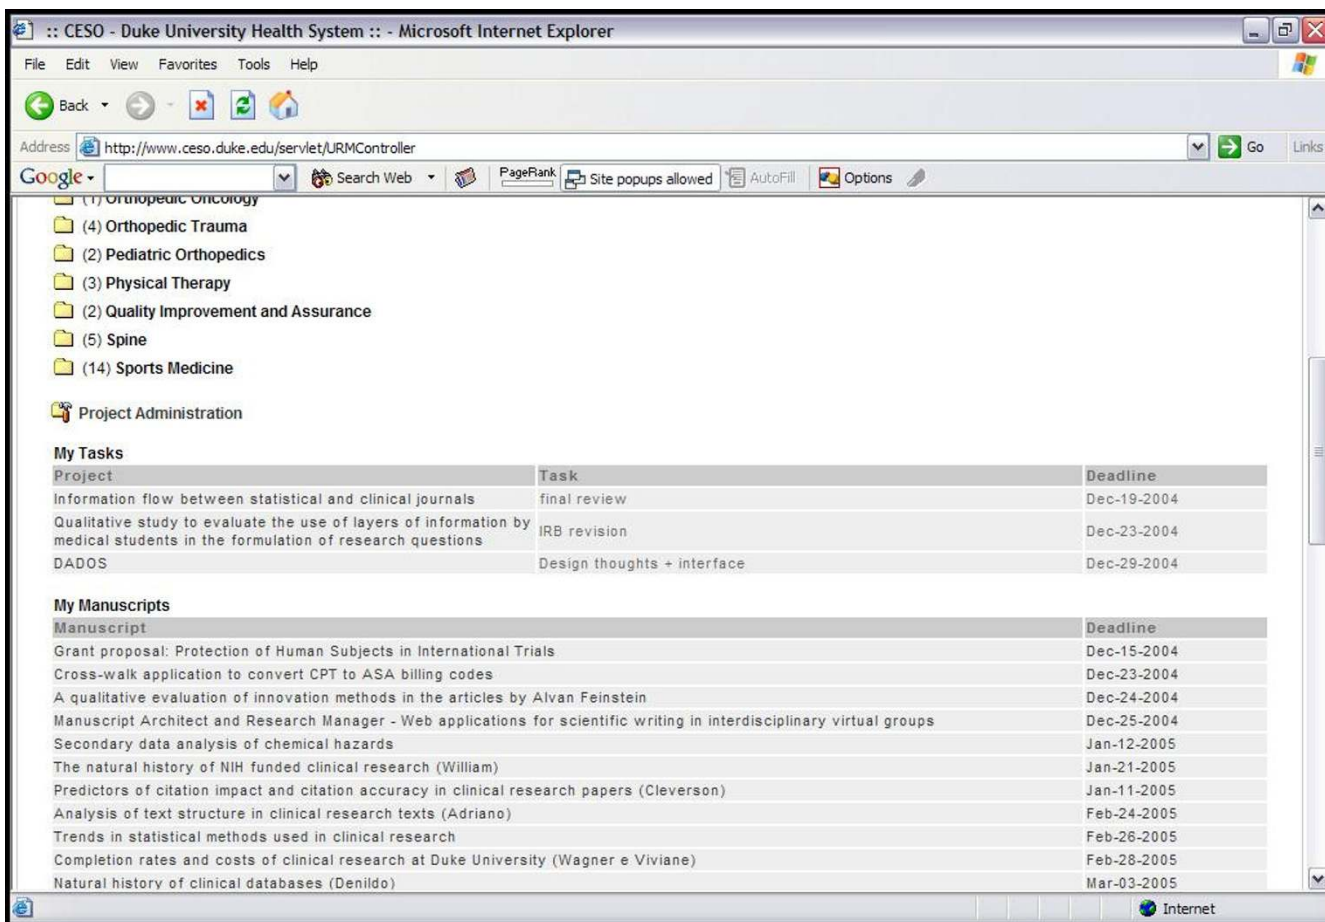 :: CESO - Duke University Health System :: - Microsoft Internet Explorer
File Edit View Favorites Tools Help
Back
Address http://www.ceso.duke.edu/servlet/URMController Go Links
Google Search Web PageRank Site popups allowed AutoFill Options
(1) Orthopedic Oncology
(4) Orthopedic Trauma
(2) Pediatric Orthopedics
(3) Physical Therapy
(2) Quality Improvement and Assurance
(5) Spine
(14) Sports Medicine
Project Administration
My Tasks
Project Task Deadline
Information flow between statistical and clinical journals final review Dec-19-2004
Qualitative study to evaluate the use of layers of information by
medical students in the formulation of research questions IRB revision Dec-23-2004
DADOS Design thoughts + interface Dec-29-2004
My Manuscripts
Manuscript Deadline
Grant proposal: Protection of Human Subjects in International Trials Dec-15-2004
Cross-walk application to convert CPT to ASA billing codes Dec-23-2004
A qualitative evaluation of innovation methods in the articles by Alvan Feinstein Dec-24-2004
Manuscript Architect and Research Manager - Web applications for scientific writing in interdisciplinary virtual groups Dec-25-2004
Secondary data analysis of chemical hazards Jan-12-2005
The natural history of NIH funded clinical research (William) Jan-21-2005
Predictors of citation impact and citation accuracy in clinical research papers (Cleverson) Jan-11-2005
Analysis of text structure in clinical research texts (Adriano) Feb-24-2005
Trends in statistical methods used in clinical research Feb-26-2005
Completion rates and costs of clinical research at Duke University (Wagner e Viviane) Feb-28-2005
Natural history of clinical databases (Denildo) Mar-03-2005
Internet